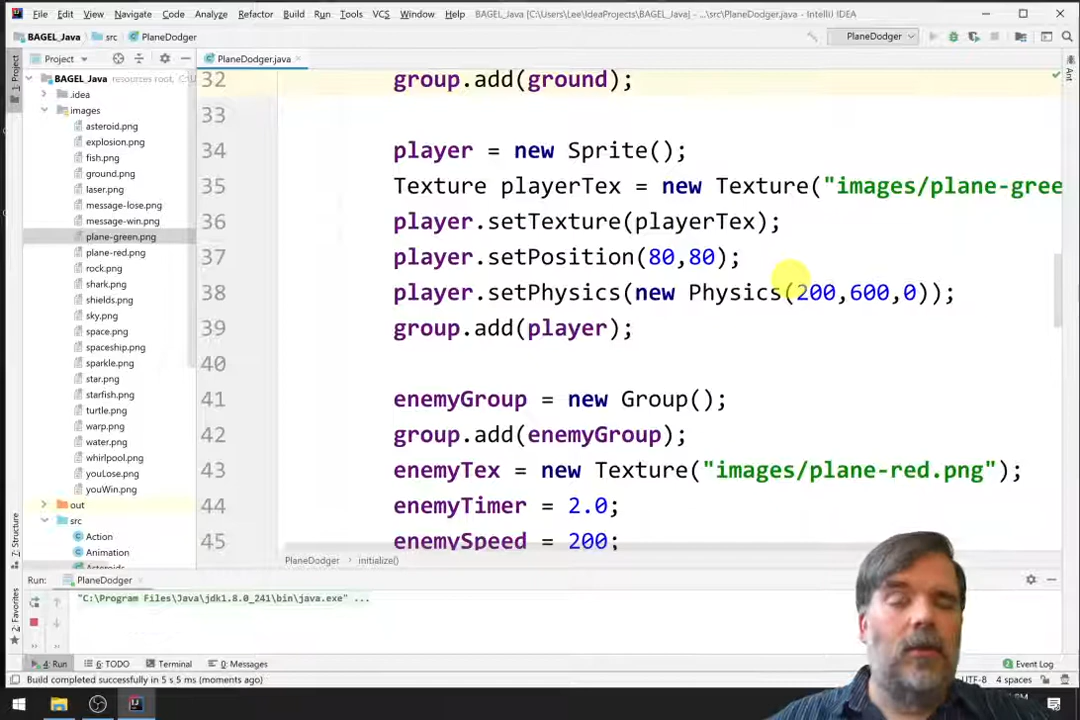 File Edit View Navigate Code Analyze Refactor Build Run Tools VCS Window Help BAGEL_Java [C:\Users\Lee\IdeaProjects\BAGEL_Java] - ...\src\PlaneDodger.java - IntelliJ IDEA
BAGEL_Java src PlaneDodger PlaneDodger
1: Project
Project
PlaneDodger.java
Ant
BAGEL_Java resources root,
.idea
images
asteroid.png
explosion.png
fish.png
ground.png
laser.png
message-lose.png
message-win.png
plane-green.png
plane-red.png
rock.png
shark.png
shields.png
sky.png
space.png
spaceship.png
sparkle.png
star.png
starfish.png
turtle.png
warp.png
water.png
whirlpool.png
youLose.png
youWin.png
out
src
Action
Animation
32 group.add(ground);
33
34 player = new Sprite();
35 Texture playerTex = new Texture("images/plane-gree
36 player.setTexture(playerTex);
37 player.setPosition(80,80);
38 player.setPhysics(new Physics(200,600,0));
39 group.add(player);
40
41 enemyGroup = new Group();
42 group.add(enemyGroup);
43 enemyTex = new Texture("images/plane-red.png");
44 enemyTimer = 2.0;
45 enemySpeed = 200;
PlaneDodger initialize()
7: Structure
2: Favorites
Run: PlaneDodger
"C:\Program Files\Java\jdk1.8.0_241\bin\java.exe" ...
4: Run 6: TODO Terminal 0: Messages Event Log
Build completed successfully in 5 s 5 ms (moments ago) UTF-8 4 spaces